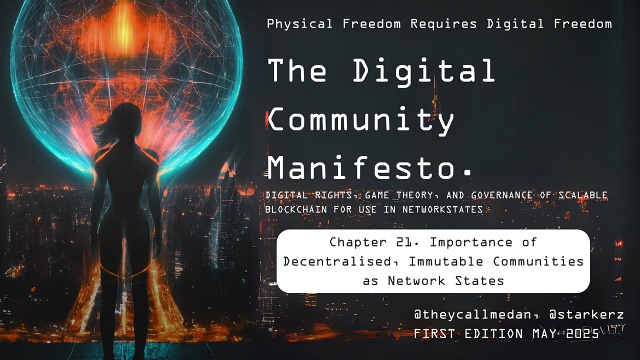 Physical Freedom Requires Digital Freedom
The Digital
Community
Manifesto.
DIGITAL RIGHTS, GAME THEORY, AND GOVERNANCE OF SCALABLE
BLOCKCHAIN FOR USE IN NETWORKSTATES
Chapter 21. Importance of
Decentralised, Immutable Communities
as Network States
@theycallmedan, @starkerz
FIRST EDITION MAY 2025